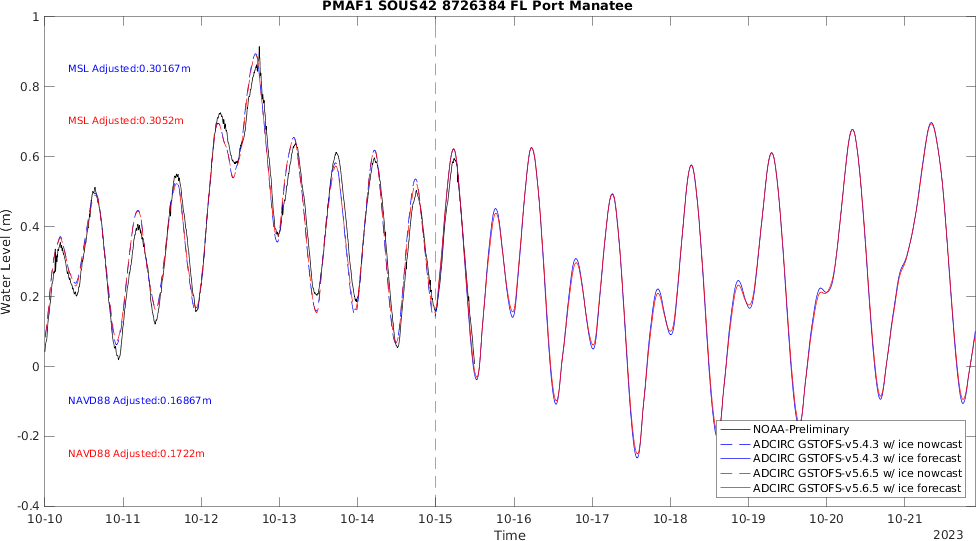 PMAF1 SOUS42 8726384 FL Port Manatee
1
0.8
0.6
0.4
0.2
0
-0.2
-0.4
Water Level (m)
MSL Adjusted:0.30167m
MSL Adjusted:0.3052m
NAVD88 Adjusted:0.16867m
NAVD88 Adjusted:0.1722m
NOAA-Preliminary
ADCIRC GSTOFS-v5.4.3 w/ ice nowcast
ADCIRC GSTOFS-v5.4.3 w/ ice forecast
ADCIRC GSTOFS-v5.6.5 w/ ice nowcast
ADCIRC GSTOFS-v5.6.5 w/ ice forecast
10-10 10-11 10-12 10-13 10-14 10-15 10-16 10-17 10-18 10-19 10-20 10-21
Time
2023